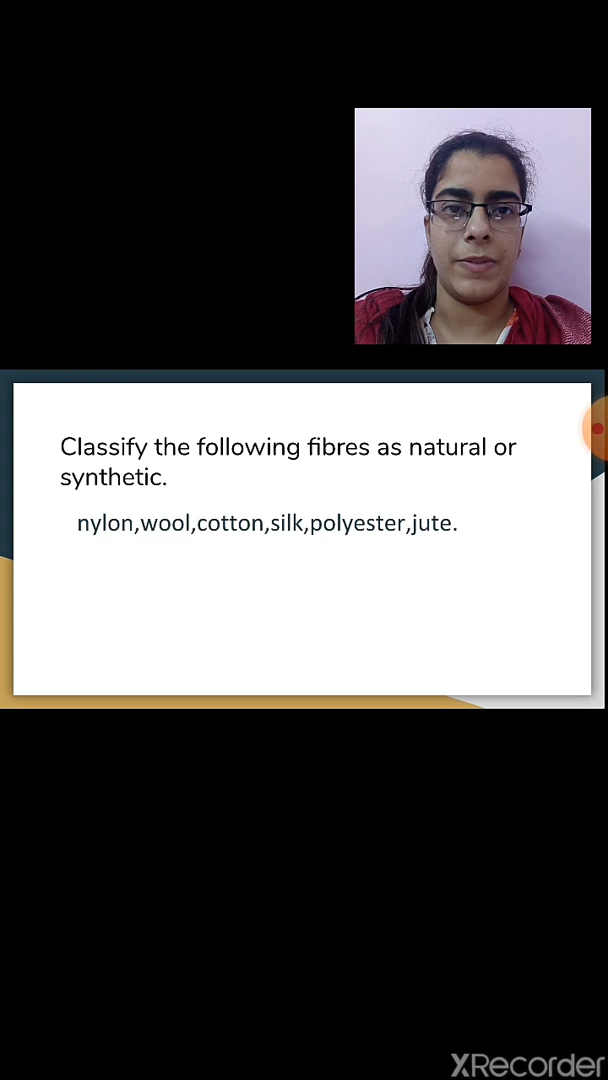 Classify the following fibres as natural or
synthetic.
nylon,wool,cotton,silk,polyester,jute.
XRecorder